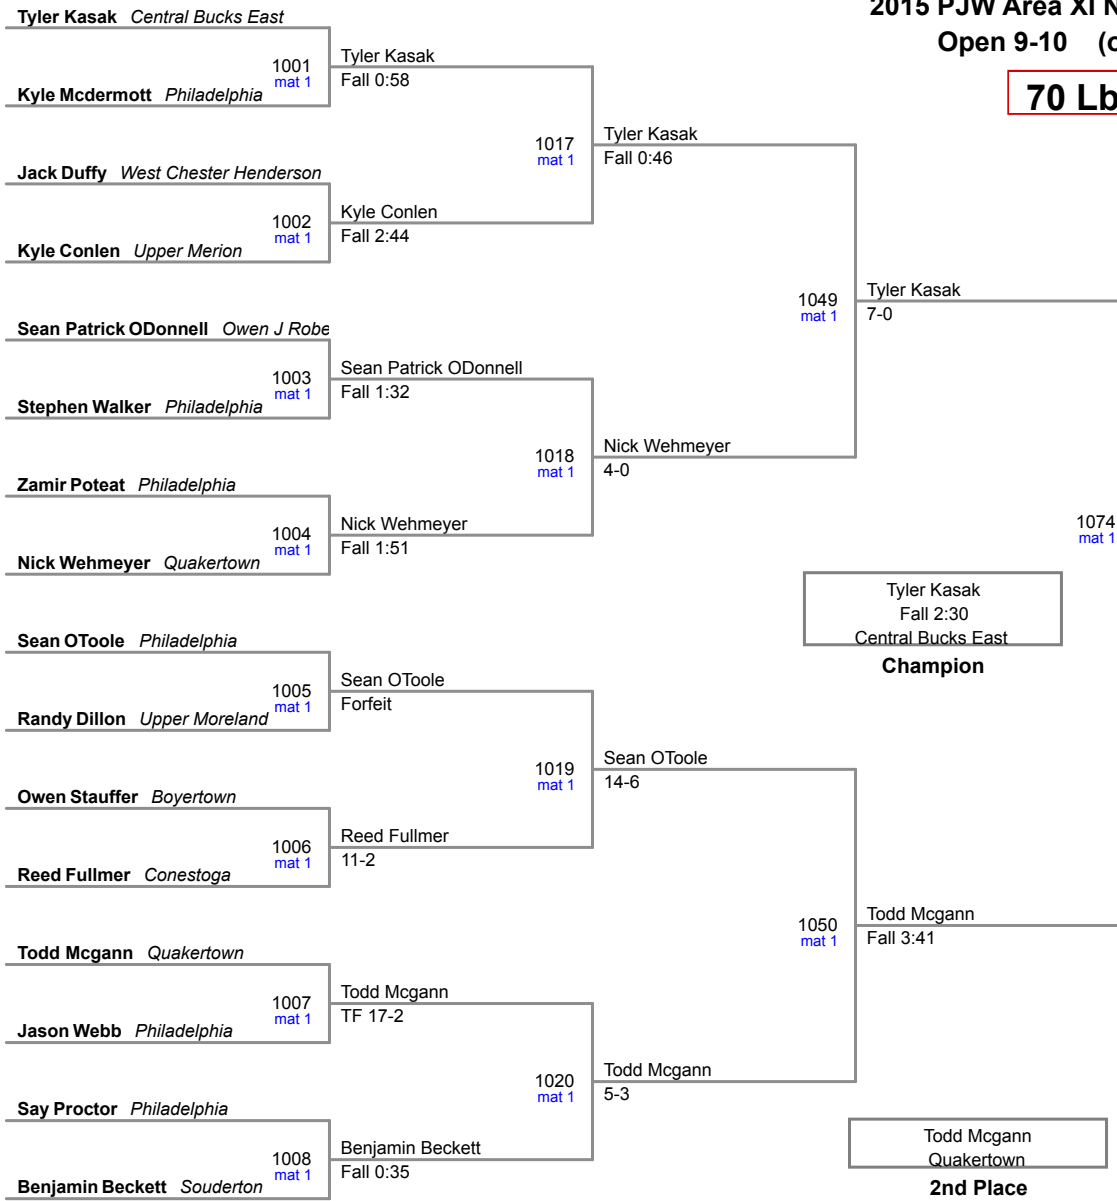 2015 PJW Area XI N
Open 9-10 (c
70 Lb
Tyler Kasak Central Bucks East
1001
mat 1
Kyle Mcdermott Philadelphia
Tyler Kasak
Fall 0:58
Jack Duffy West Chester Henderson
1002
mat 1
Kyle Conlen Upper Merion
Kyle Conlen
Fall 2:44
1017
mat 1
Tyler Kasak
Fall 0:46
Sean Patrick ODonnell Owen J Robe
1003
mat 1
Stephen Walker Philadelphia
Sean Patrick ODonnell
Fall 1:32
Zamir Poteat Philadelphia
1004
mat 1
Nick Wehmeyer Quakertown
Nick Wehmeyer
Fall 1:51
1018
mat 1
Nick Wehmeyer
4-0
1049
mat 1
Tyler Kasak
7-0
1074
mat 1
Tyler Kasak
Fall 2:30
Central Bucks East
Champion
Sean OToole Philadelphia
1005
mat 1
Randy Dillon Upper Moreland
Sean OToole
Forfeit
Owen Stauffer Boyertown
1006
mat 1
Reed Fullmer Conestoga
Reed Fullmer
11-2
1019
mat 1
Sean OToole
14-6
Todd Mcgann Quakertown
1007
mat 1
Jason Webb Philadelphia
Todd Mcgann
TF 17-2
Say Proctor Philadelphia
1008
mat 1
Benjamin Beckett Souderton
Benjamin Beckett
Fall 0:35
1020
mat 1
Todd Mcgann
5-3
1050
mat 1
Todd Mcgann
Fall 3:41
Todd Mcgann
Quakertown
2nd Place